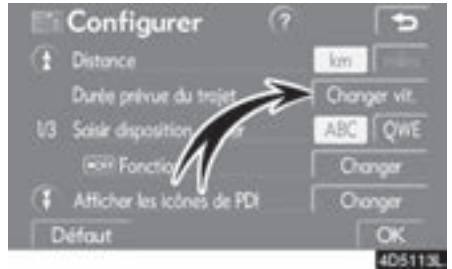 Configurer ?
Distance km
Durée prévue du trajet Changer vit.
1/3 Saisir disposition ABC QWE
Changer
Afficher les icônes de PDI Changer
Défaut OK
4D5113L